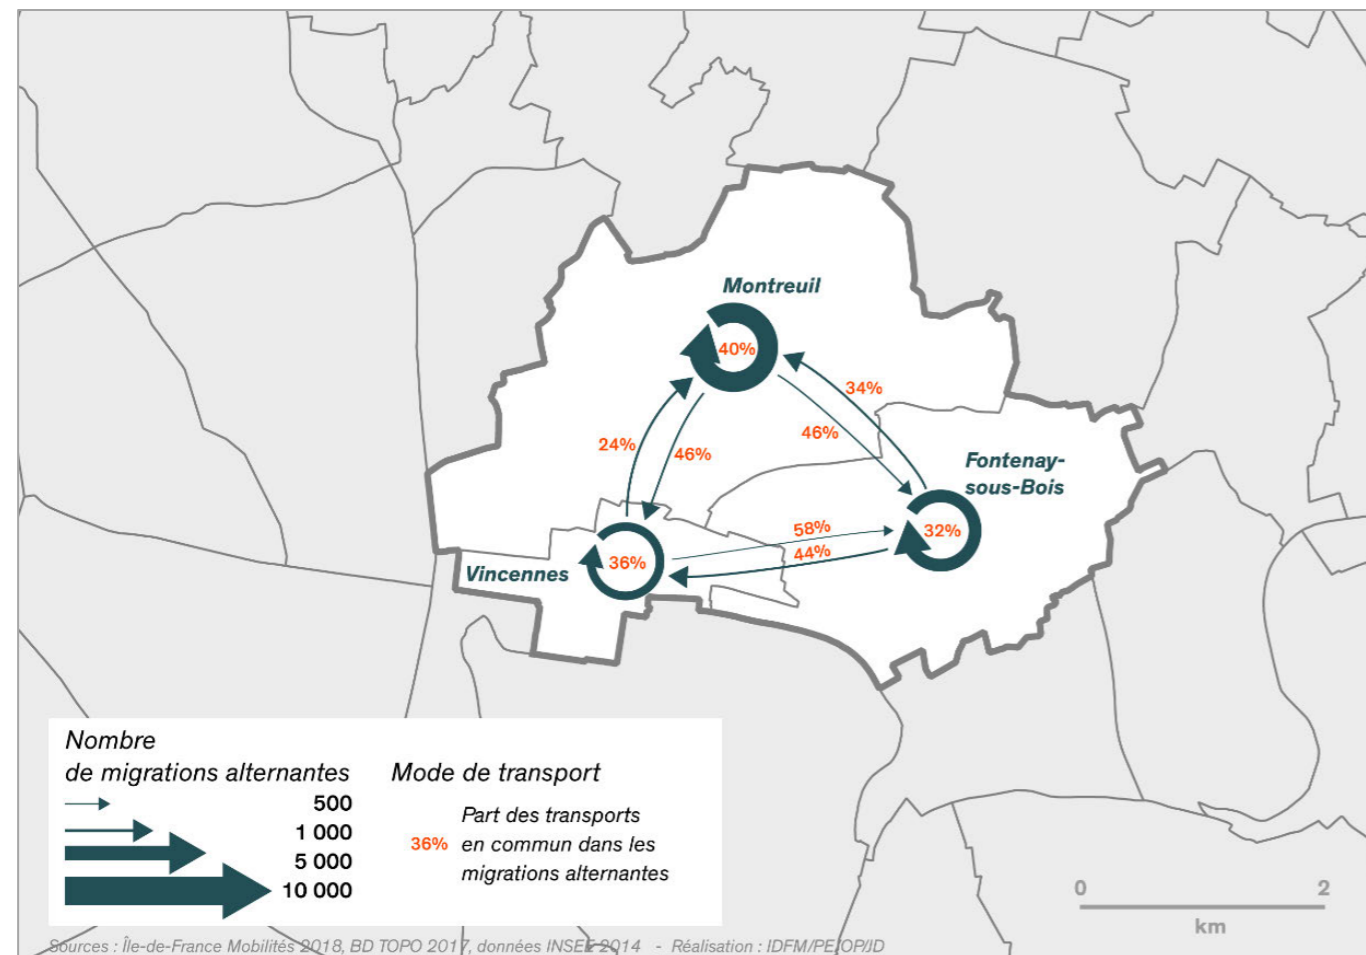 Montreuil
40%
34%
24%
46%
46%
Fontenay-
sous-Bois
58%
32%
44%
36%
Vincennes
Nombre
de migrations alternantes
500
1 000
5 000
10 000
Mode de transport
36%
Part des transports
en commun dans les
migrations alternantes
0 2
km
Sources : Île-de-France Mobilités 2018, BD TOPO 2017, données INSEE 2014 - Réalisation : IDFM/PE/OP/JD